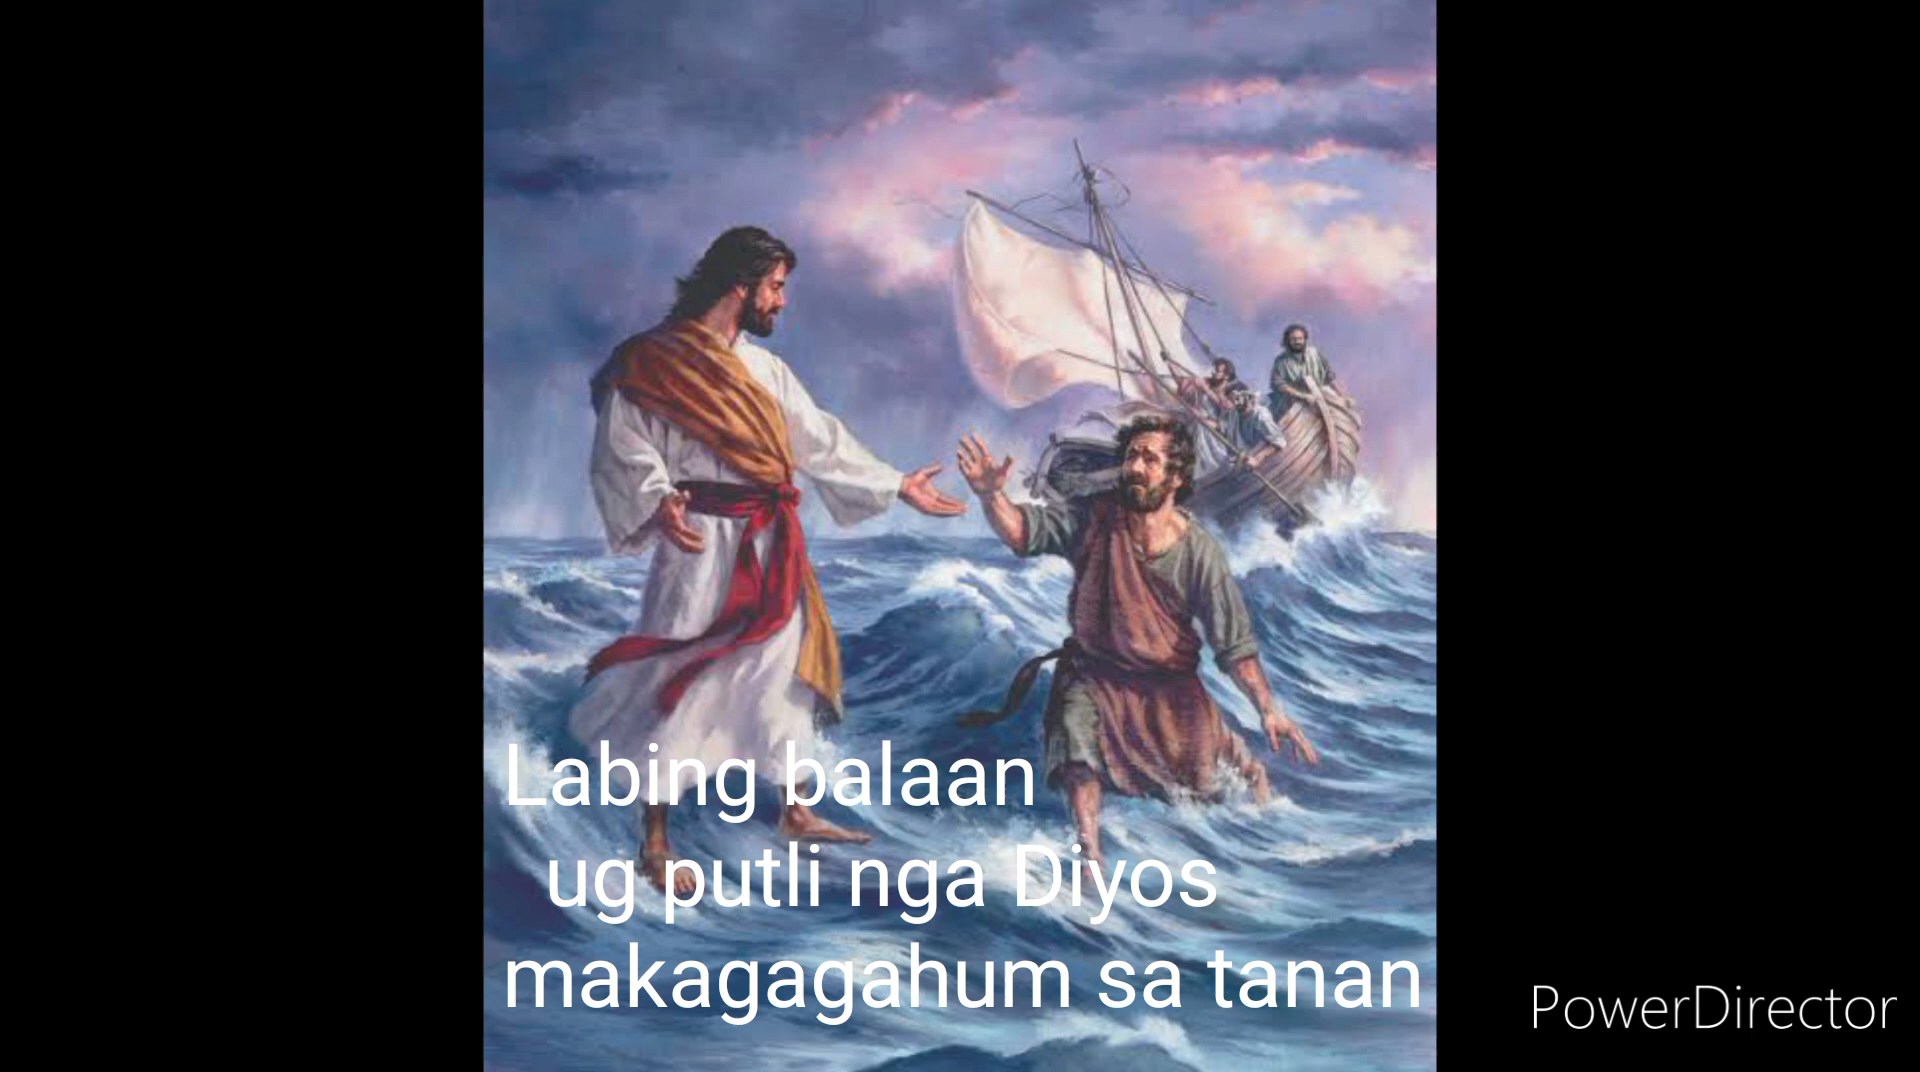 Labing balaan
ug putli nga Diyos
makagagahum sa tanan
PowerDirector